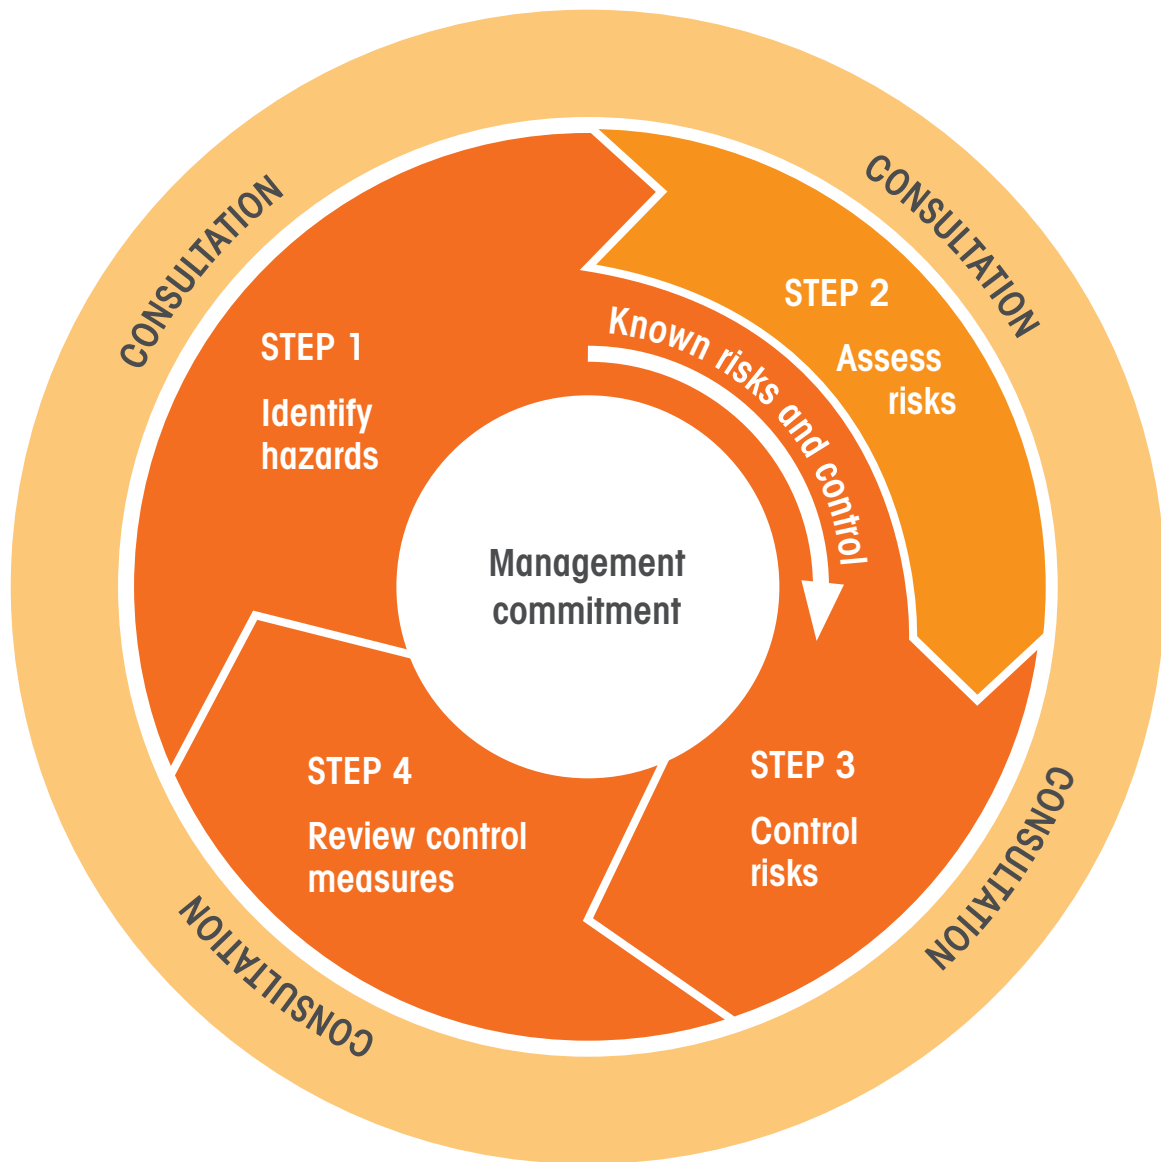 CONSULTATION
CONSULTATION
STEP 1
Identify
hazards
STEP 2
Assess
risks
Known risks and control
Management
commitment
STEP 3
Control
risks
STEP 4
Review control
measures
CONSULTATION
CONSULTATION